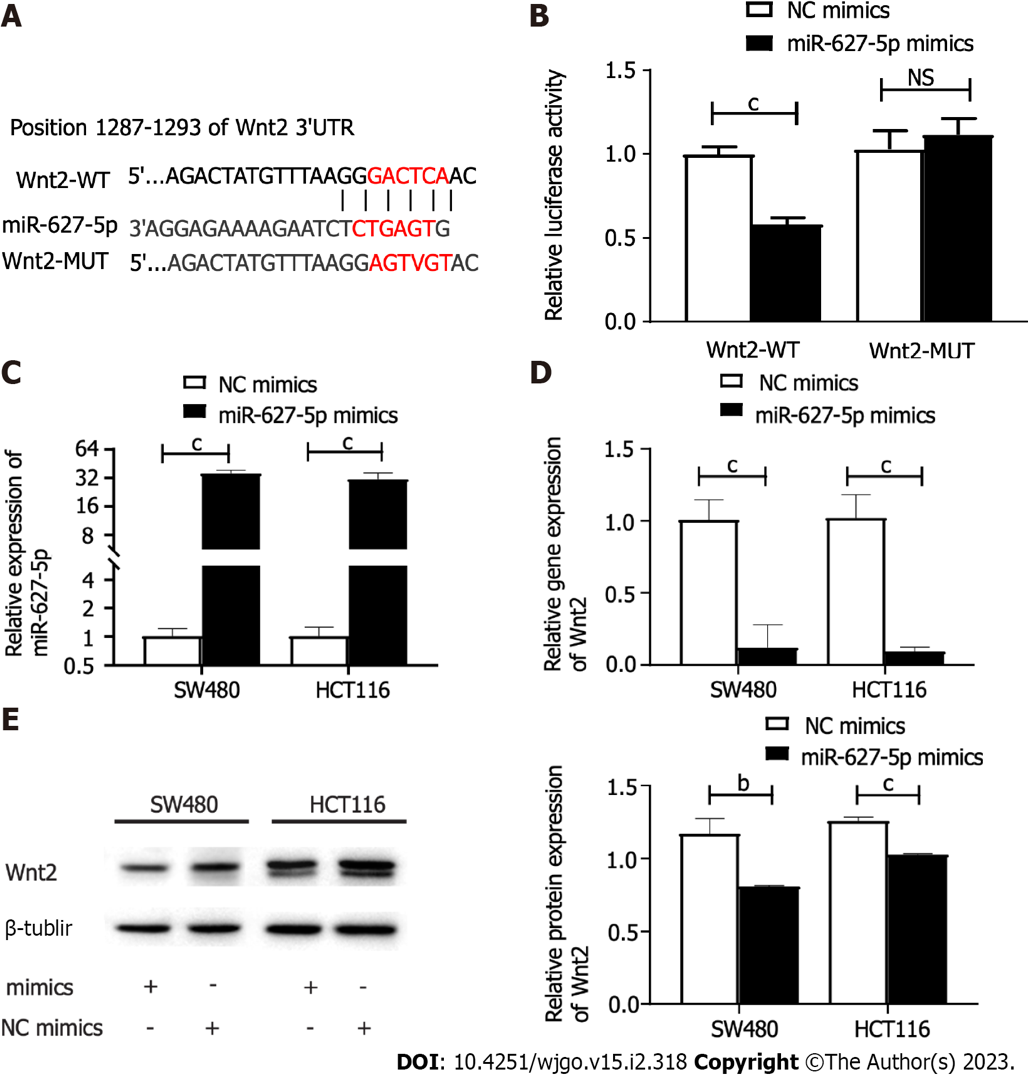 A
Position 1287-1293 of Wnt2 3'UTR
Wnt2-WT 5'...AGACTATGTTTAAGGGACTCAAC
miR-627-5p 3'AGGAGAAAAGAATCTCTGAGTG
Wnt2-MUT 5'...AGACTATGTTTAAGGAGTVGTAC
B
NC mimics
miR-627-5p mimics
Relative luciferase activity
1.5
1.0
0.5
0.0
c
NS
Wnt2-WT Wnt2-MUT
C
NC mimics
miR-627-5p mimics
Relative expression of
miR-627-5p
64
32
16
8
4
2
1
0.5
c c
SW480 HCT116
D
NC mimics
miR-627-5p mimics
Relative gene expression
of Wnt2
1.5
1.0
0.5
0.0
c c
SW480 HCT116
E
SW480 HCT116
Wnt2
β-tublir
mimics + - + -
NC mimics - + - +
NC mimics
miR-627-5p mimics
Relative protein expression
of Wnt2
1.5
1.0
0.5
0.0
b c
SW480 HCT116
DOI: 10.4251/wjgo.v15.i2.318 Copyright ©The Author(s) 2023.